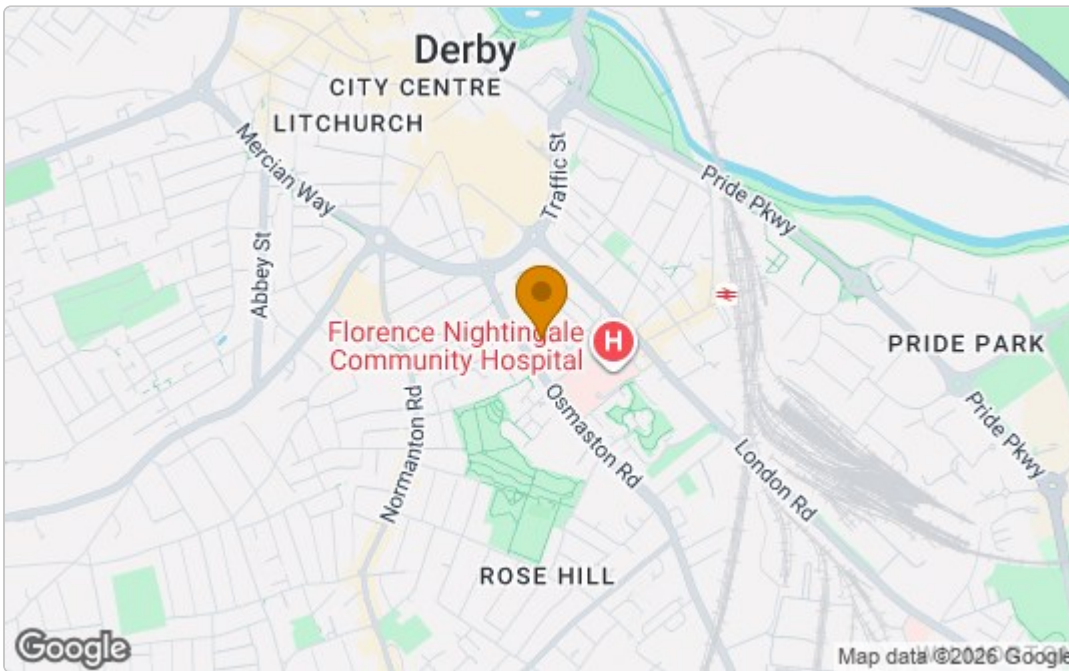 Derby
CITY CENTRE
LITCHURCH
Mercian Way
Traffic St
Pride Pkwy
Abbey St
Florence Nightingale
Community Hospital
H
PRIDE PARK
Normanton Rd
Osmaston Rd
Pride Pkwy
London Rd
ROSE HILL
Google
Map data ©2026 Google